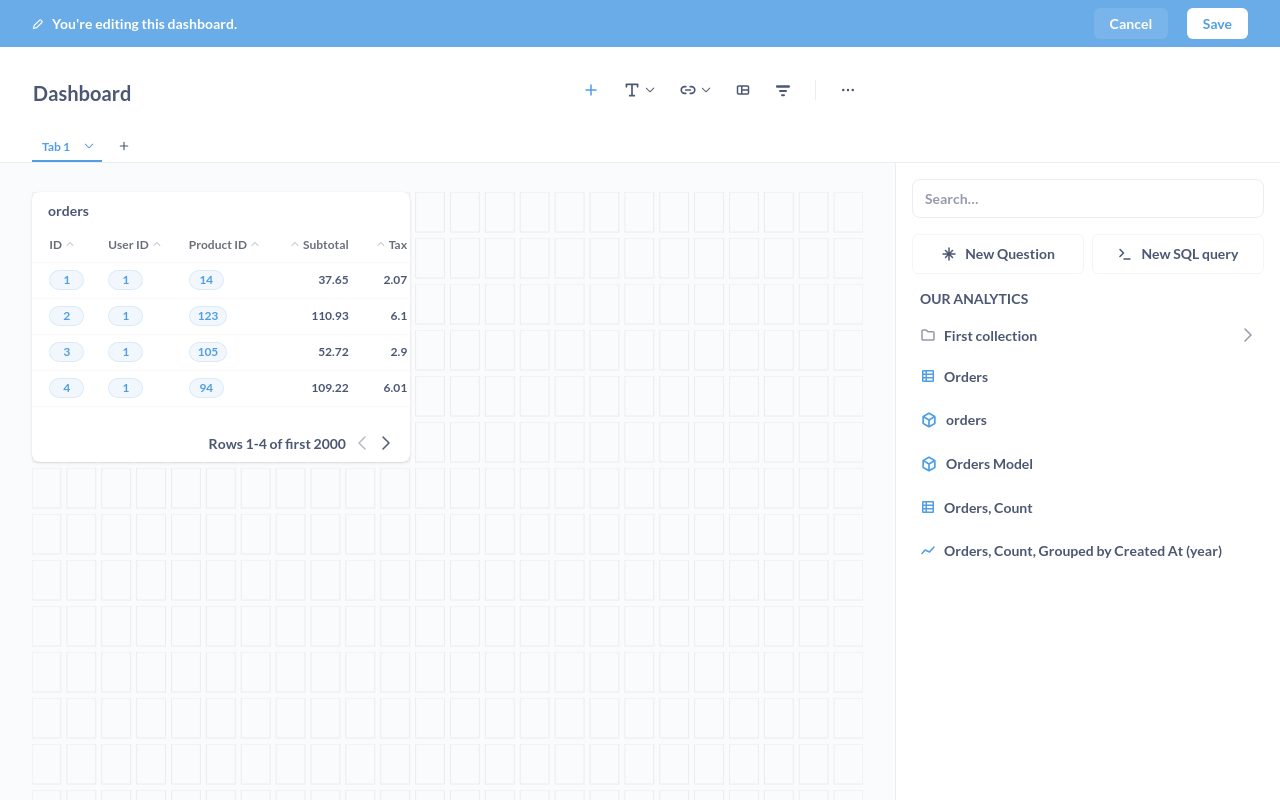 You're editing this dashboard.
Cancel
Save
Dashboard
Tab 1
orders
ID User ID Product ID Subtotal Tax
1 1 14 37.65 2.07
2 1 123 110.93 6.1
3 1 105 52.72 2.9
4 1 94 109.22 6.01
Rows 1-4 of first 2000
Search...
New Question
New SQL query
OUR ANALYTICS
First collection
Orders
orders
Orders Model
Orders, Count
Orders, Count, Grouped by Created At (year)